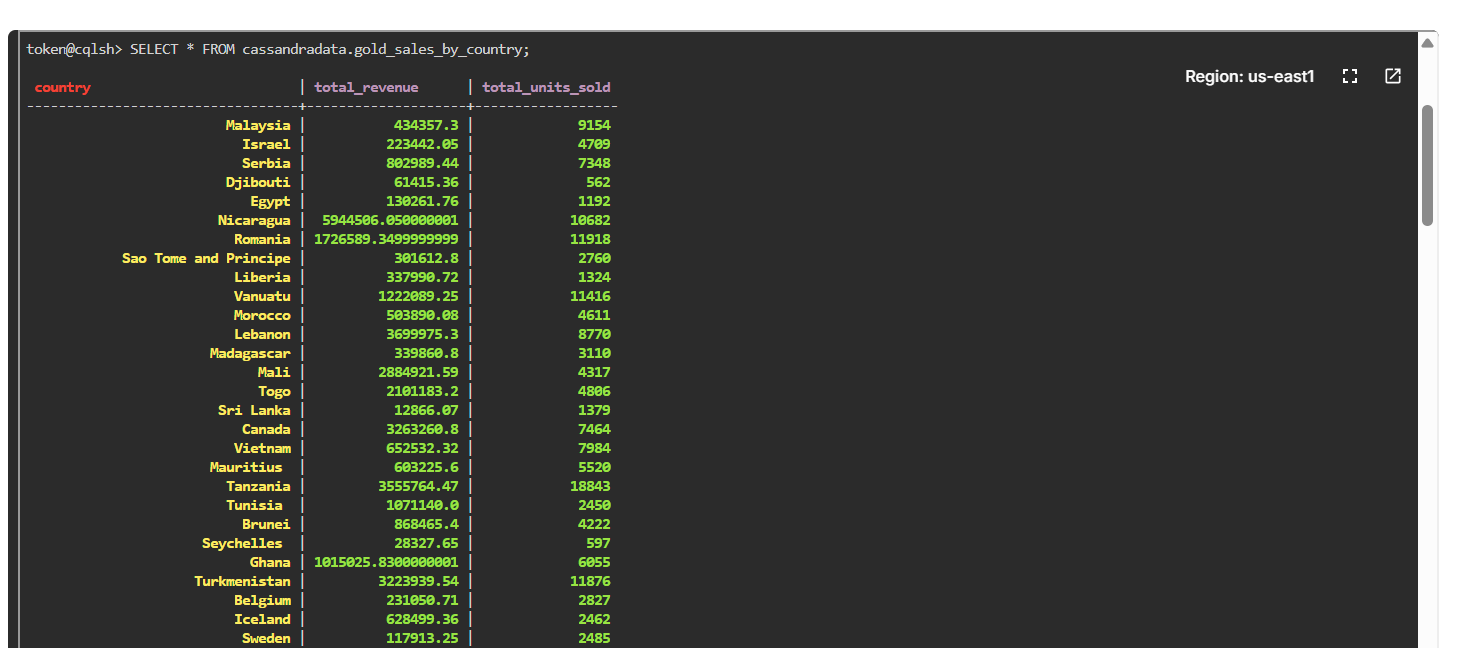 token@cqlsh> SELECT * FROM cassandradata.gold_sales_by_country;
Region: us-east1
country | total_revenue | total_units_sold
---------------------------------+--------------------+------------------
Malaysia | 434357.3 | 9154
Israel | 223442.05 | 4709
Serbia | 802989.44 | 7348
Djibouti | 61415.36 | 562
Egypt | 130261.76 | 1192
Nicaragua | 5944506.050000001 | 10682
Romania | 1726589.3499999999 | 11918
Sao Tome and Principe | 301612.8 | 2760
Liberia | 337990.72 | 1324
Vanuatu | 1222089.25 | 11416
Morocco | 503890.08 | 4611
Lebanon | 3699975.3 | 8770
Madagascar | 339860.8 | 3110
Mali | 2884921.59 | 4317
Togo | 2101183.2 | 4806
Sri Lanka | 12866.07 | 1379
Canada | 3263260.8 | 7464
Vietnam | 652532.32 | 7984
Mauritius | 603225.6 | 5520
Tanzania | 3555764.47 | 18843
Tunisia | 1071140.0 | 2450
Brunei | 868465.4 | 4222
Seychelles | 28327.65 | 597
Ghana | 1015025.8300000001 | 6055
Turkmenistan | 3223939.54 | 11876
Belgium | 231050.71 | 2827
Iceland | 628499.36 | 2462
Sweden | 117913.25 | 2485